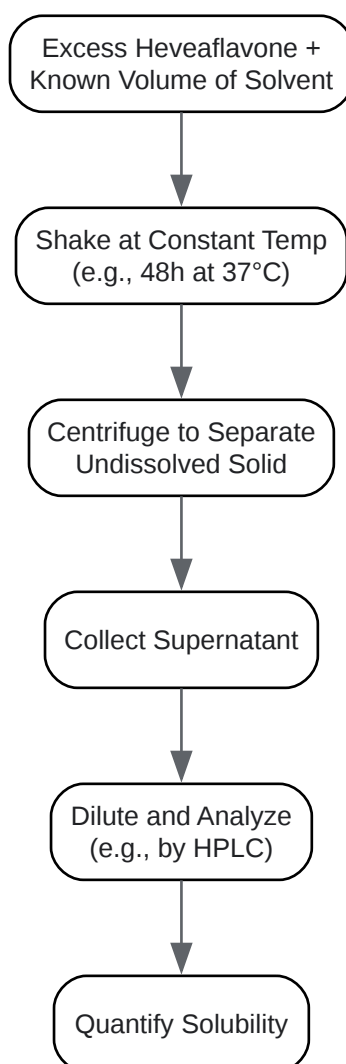 Excess Heveaflavone +
Known Volume of Solvent
Shake at Constant Temp
(e.g., 48h at 37°C)
Centrifuge to Separate
Undissolved Solid
Collect Supernatant
Dilute and Analyze
(e.g., by HPLC)
Quantify Solubility